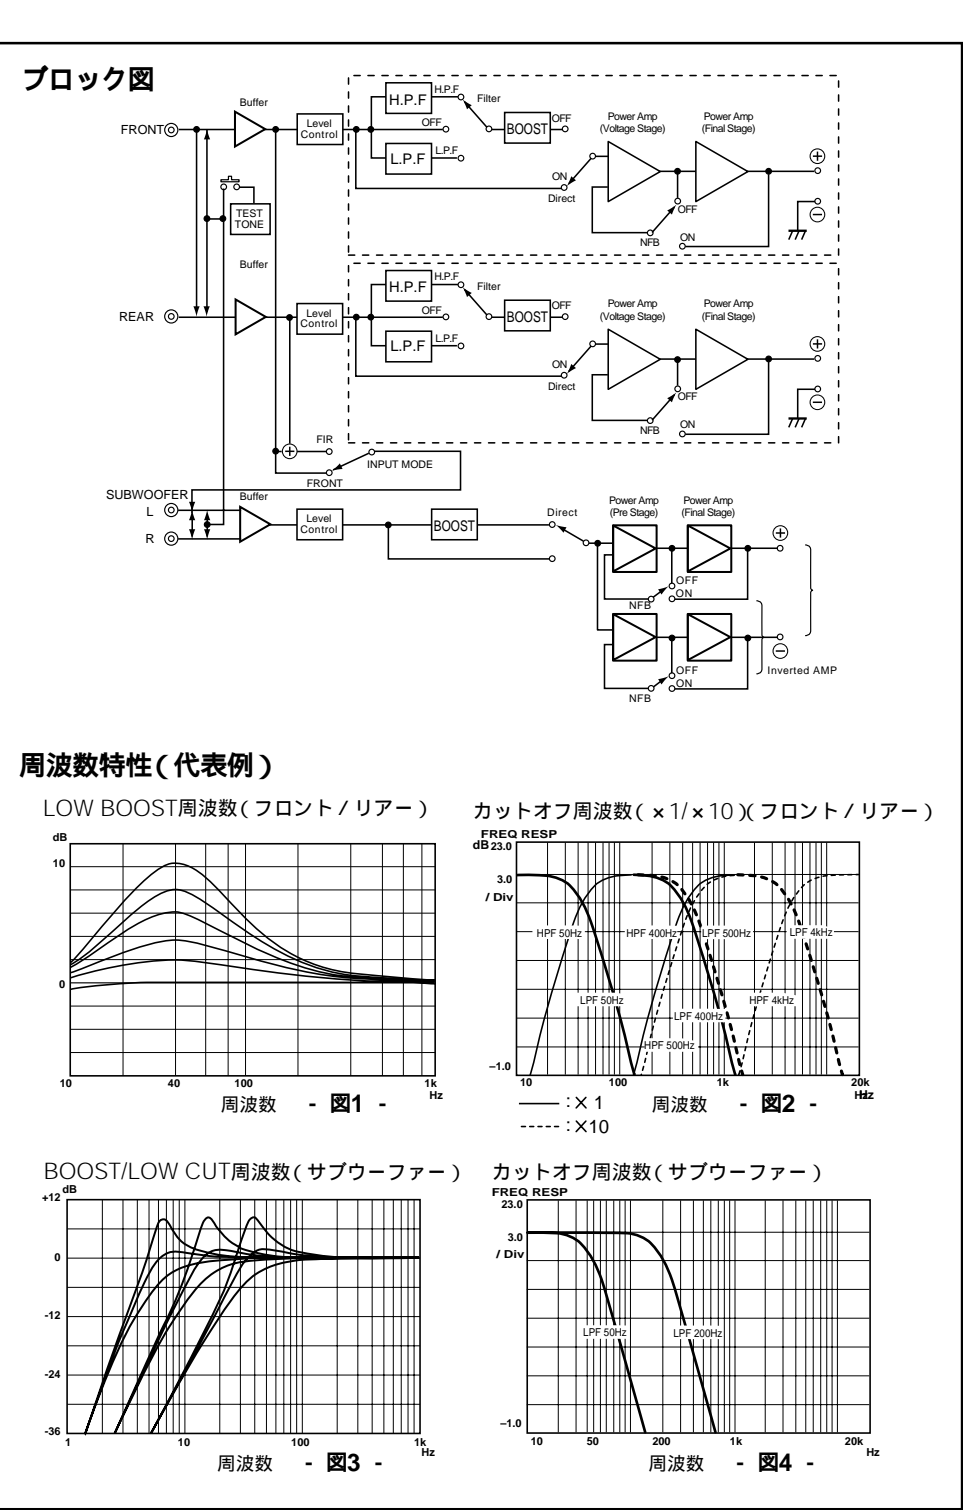 ブロック図
Buffer
FRONT
Level
Control
H.P.F
H.P.F
Filter
OFF
L.P.F
L.P.F
BOOST
OFF
Power Amp
(Voltage Stage)
Power Amp
(Final Stage)
ON
Direct
OFF
NFB
ON
+
−
TEST
TONE
Buffer
REAR
Level
Control
H.P.F
H.P.F
Filter
OFF
L.P.F
L.P.F
BOOST
OFF
Power Amp
(Voltage Stage)
Power Amp
(Final Stage)
ON
Direct
OFF
NFB
ON
+
−
+
FIR
INPUT MODE
FRONT
SUBWOOFER
L
R
Buffer
Level
Control
BOOST
Direct
Power Amp
(Pre Stage)
Power Amp
(Final Stage)
+
OFF
ON
NFB
−
OFF
ON
NFB
Inverted AMP
周波数特性(代表例)
LOW BOOST周波数(フロント/リアー)
dB
10
0
10 40 100 1k
Hz
周波数 - 図1 -
カットオフ周波数(×1/×10)(フロント/リアー)
FREQ RESP
dB 23.0
3.0
/ Div
HPF 50Hz HPF 400Hz LPF 500Hz LPF 4kHz
LPF 50Hz LPF 400Hz HPF 4kHz
HPF 500Hz
–1.0
10 100 1k 20k
Hz
周波数 - 図2 -
:×1
:×10
BOOST/LOW CUT周波数(サブウーファー)
dB
+12
0
-12
-24
-36
1 10 100 1k
Hz
周波数 - 図3 -
カットオフ周波数(サブウーファー)
FREQ RESP
23.0
3.0
/ Div
LPF 50Hz LPF 200Hz
–1.0
10 50 200 1k 20k
Hz
周波数 - 図4 -